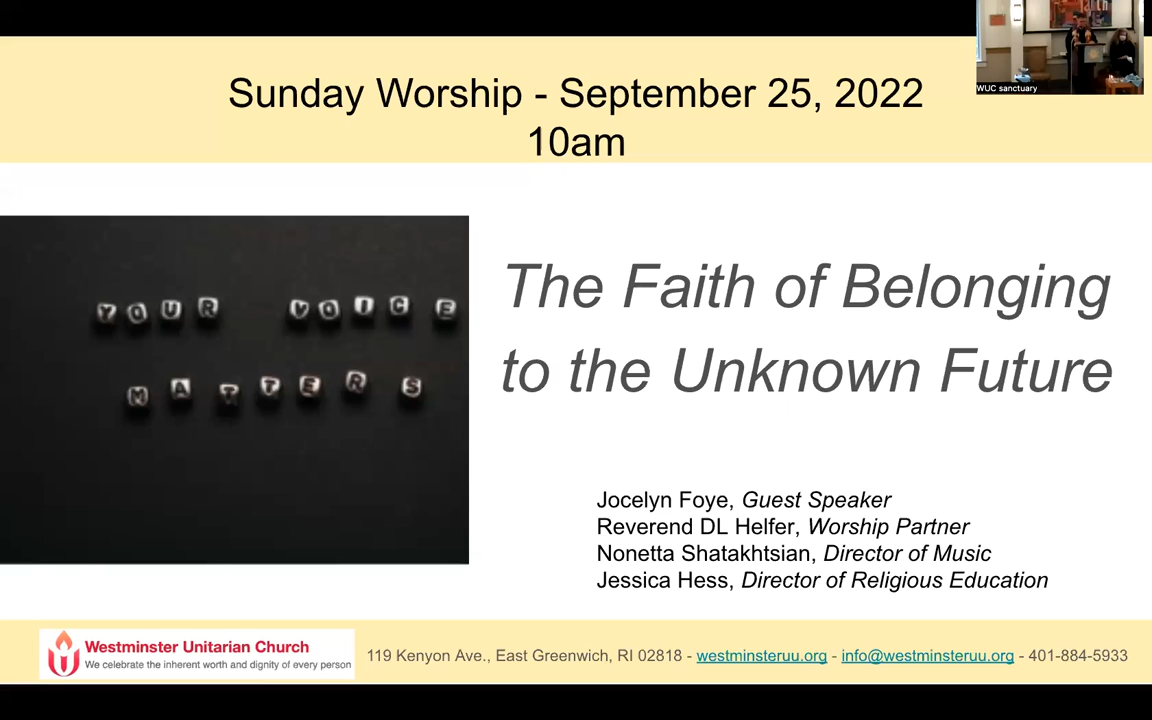 Sunday Worship - September 25, 2022
10am
WUC sanctuary
YOUR VOICE
MATTERS
The Faith of Belonging
to the Unknown Future
Jocelyn Foye, Guest Speaker
Reverend DL Helfer, Worship Partner
Nonetta Shatakhtsian, Director of Music
Jessica Hess, Director of Religious Education
Westminster Unitarian Church
We celebrate the inherent worth and dignity of every person
119 Kenyon Ave., East Greenwich, RI 02818 - westminsteruu.org - info@westminsteruu.org - 401-884-5933